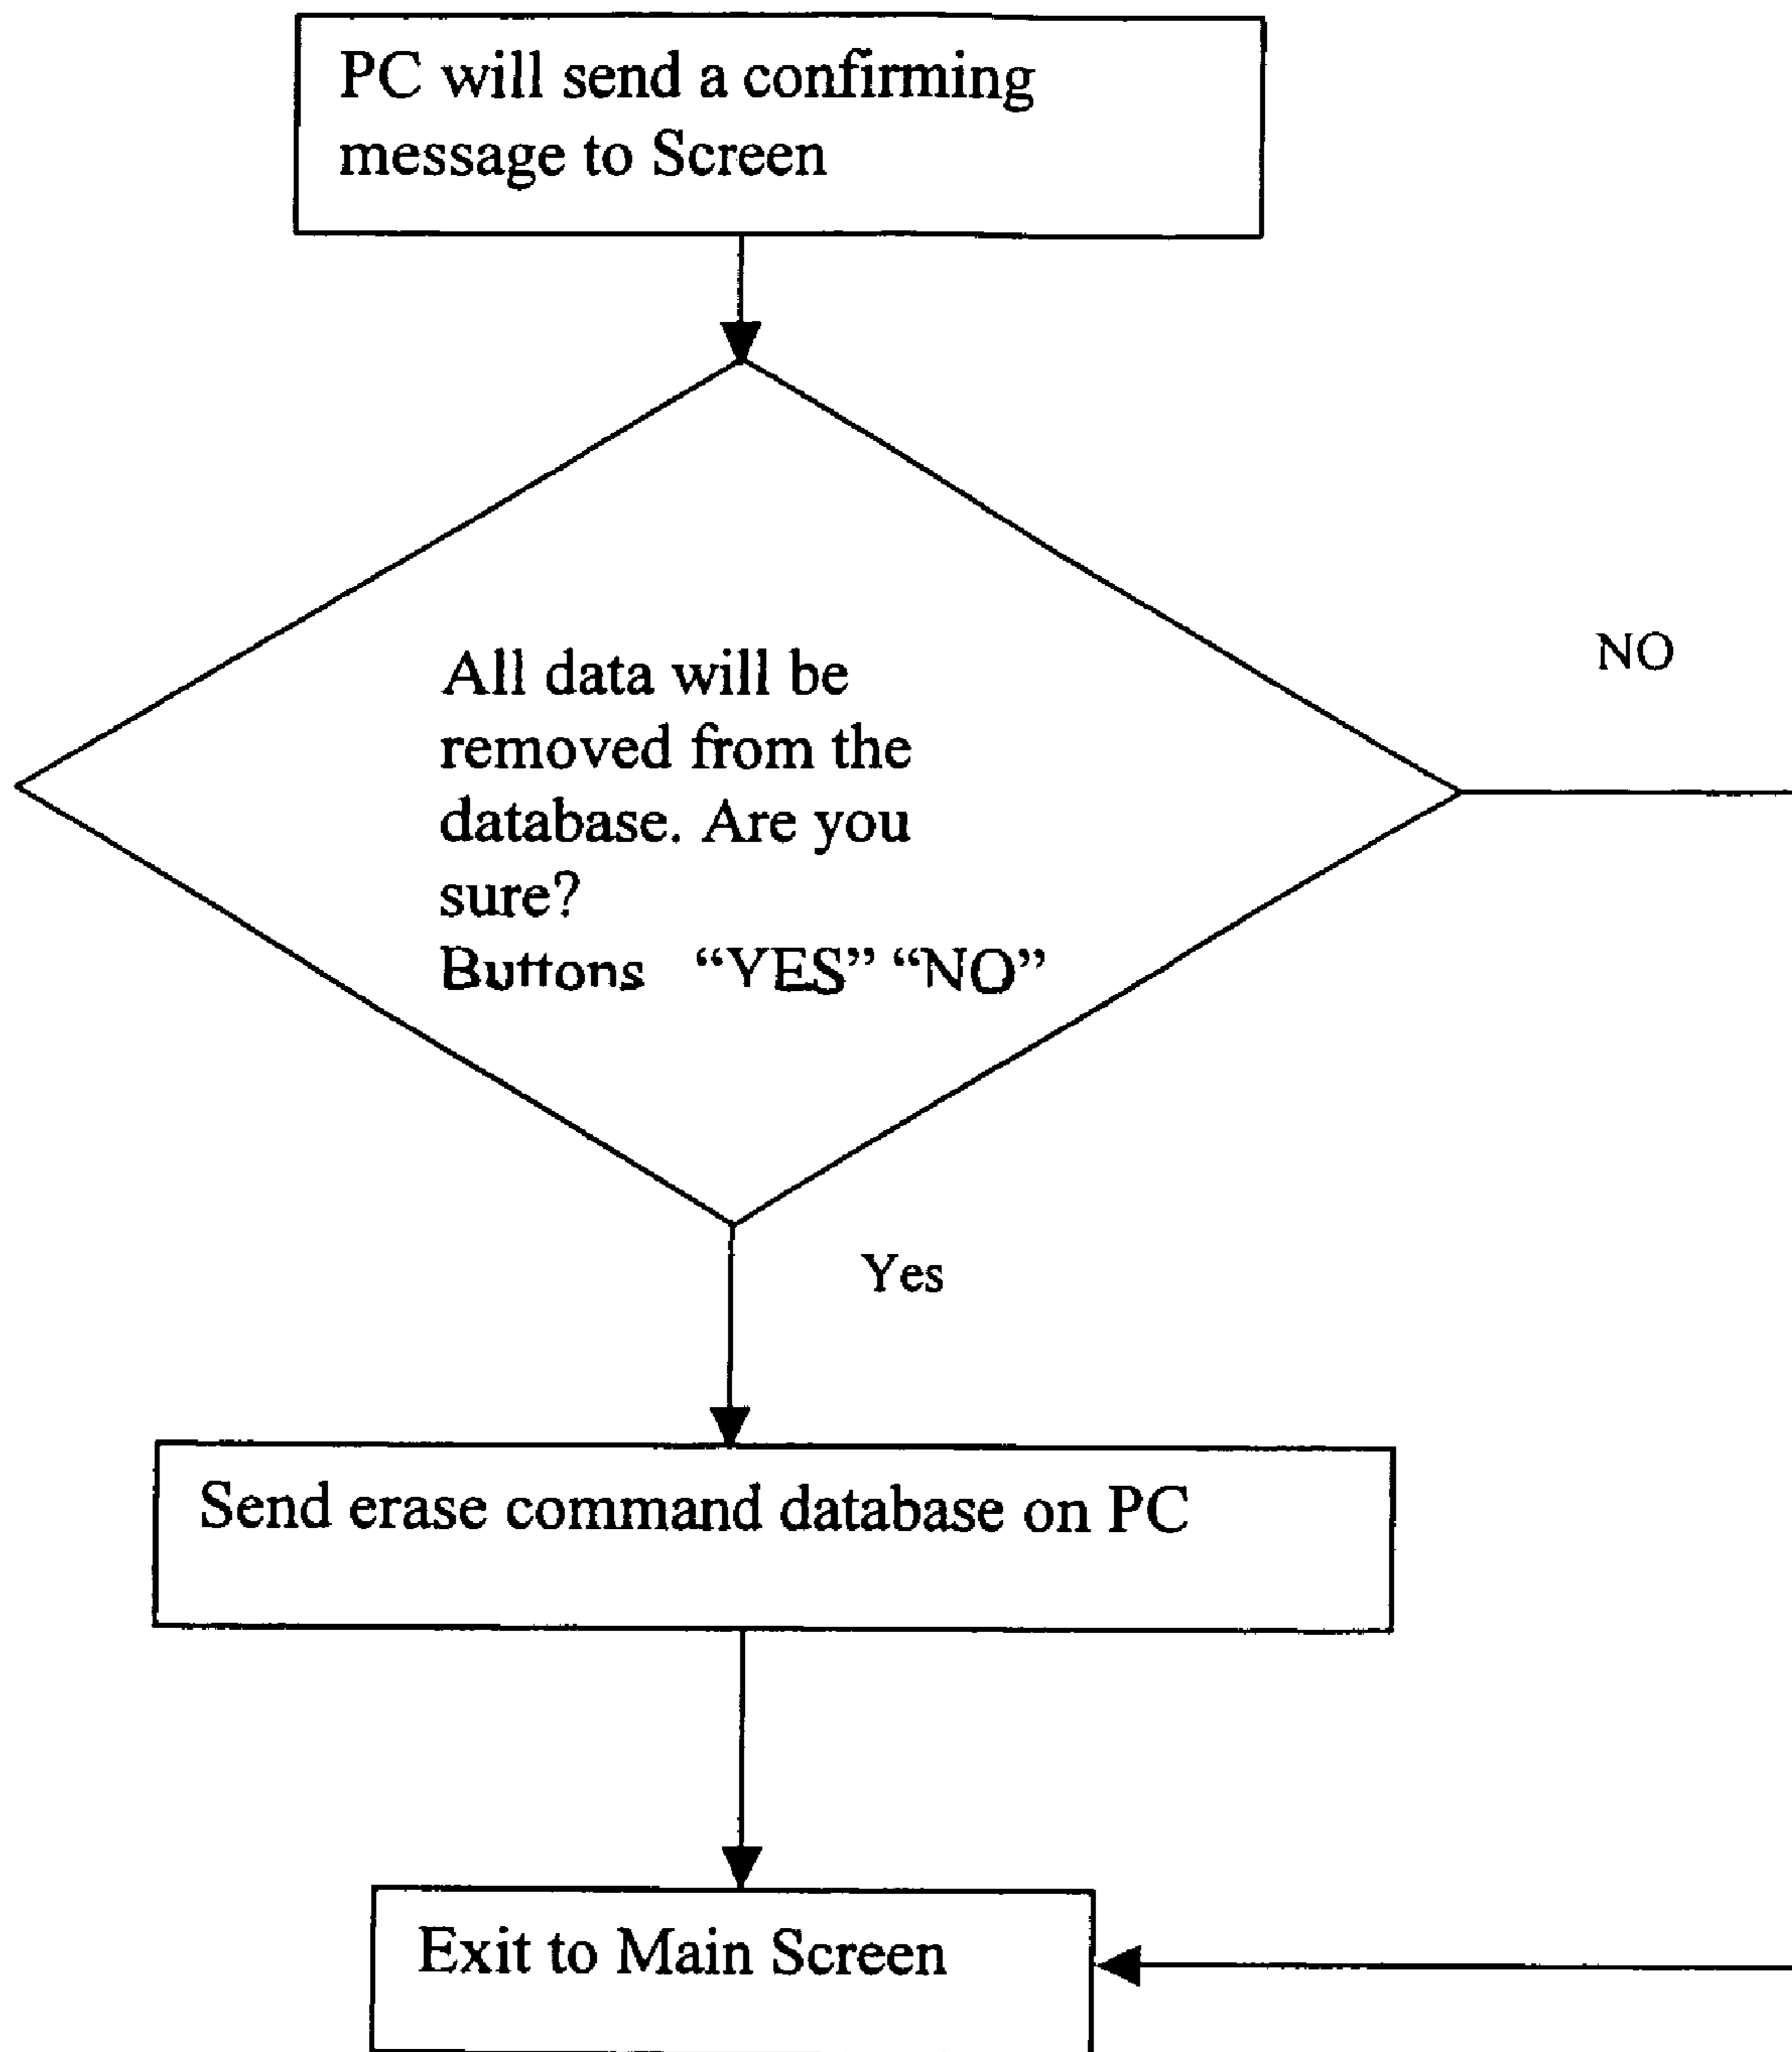 PC will send a confirming
message to Screen
All data will be
removed from the
database. Are you
sure?
Buttons “YES” “NO”
NO
Yes
Send erase command database on PC
Exit to Main Screen